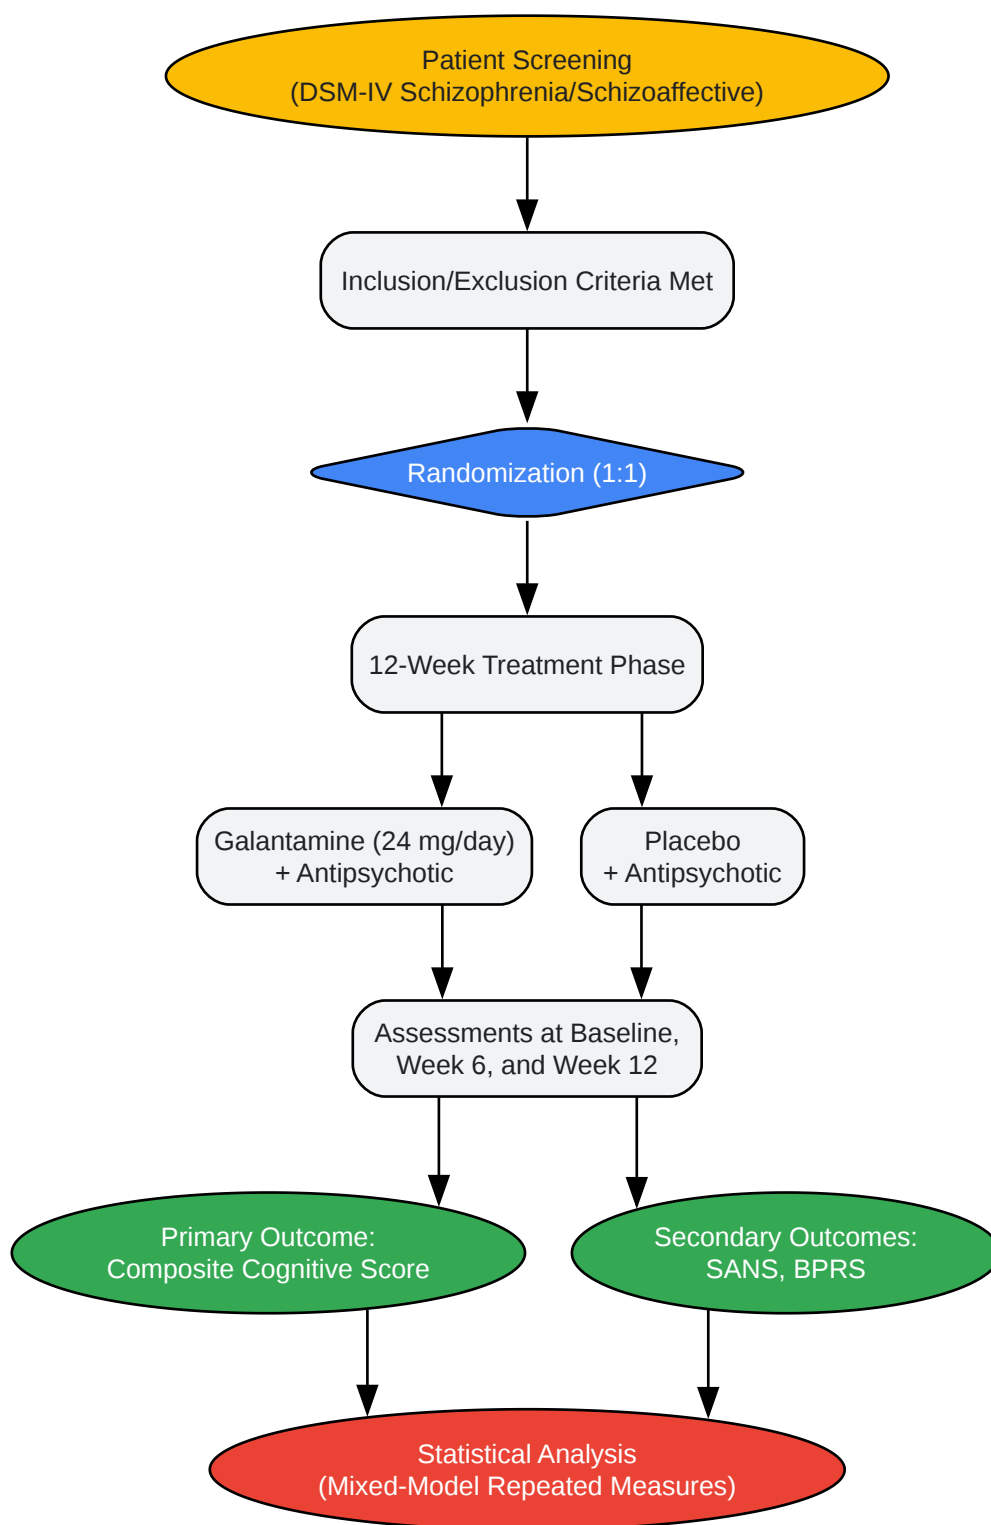 Patient Screening
(DSM-IV Schizophrenia/Schizoaffective)
Inclusion/Exclusion Criteria Met
Randomization (1:1)
12-Week Treatment Phase
Galantamine (24 mg/day)
+ Antipsychotic
Placebo
+ Antipsychotic
Assessments at Baseline,
Week 6, and Week 12
Primary Outcome:
Composite Cognitive Score
Secondary Outcomes:
SANS, BPRS
Statistical Analysis
(Mixed-Model Repeated Measures)